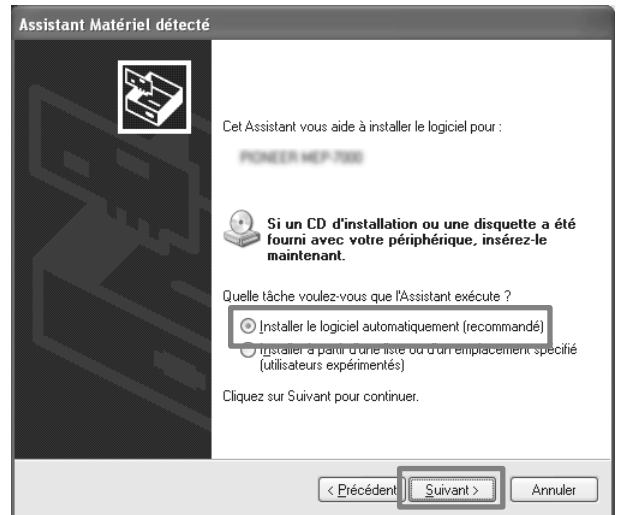 Assistant Matériel détecté
Cet Assistant vous aide à installer le logiciel pour :
PIONEER MEP-7000
Si un CD d'installation ou une disquette a été
fourni avec votre périphérique, insérez-le
maintenant.
Quelle tâche voulez-vous que l'Assistant exécute ?
Installer le logiciel automatiquement (recommandé)
Installer à partir d'une liste ou d'un emplacement spécifié
(utilisateurs expérimentés)
Cliquez sur Suivant pour continuer.
< Précédent
Suivant >
Annuler